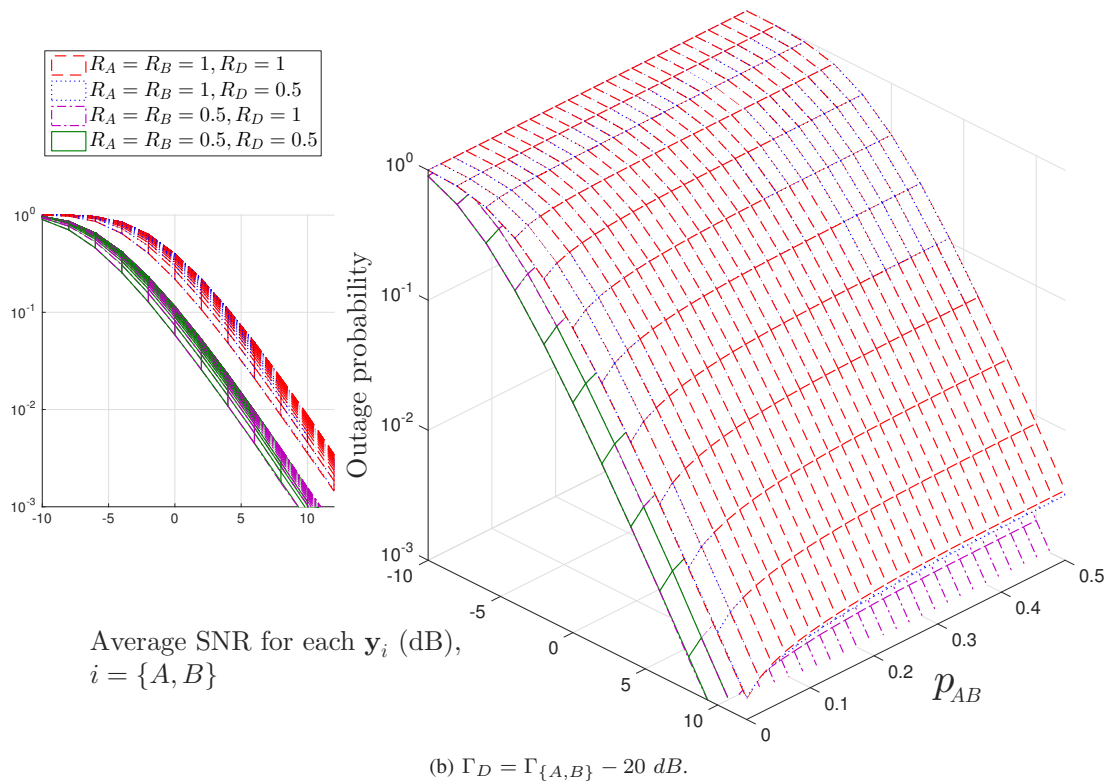 R_A = R_B = 1, R_D = 1
R_A = R_B = 1, R_D = 0.5
R_A = R_B = 0.5, R_D = 1
R_A = R_B = 0.5, R_D = 0.5
10^0
10^-1
10^-2
10^-3
-10 -5 0 5 10
Outage probability
10^0
10^-1
10^-2
10^-3
-10
-5
0
5
10
Average SNR for each y_i (dB),
i = {A, B}
0
0.1
0.2
0.3
0.4
0.5
p_AB
(b) Γ_D = Γ_{A,B} − 20 dB.